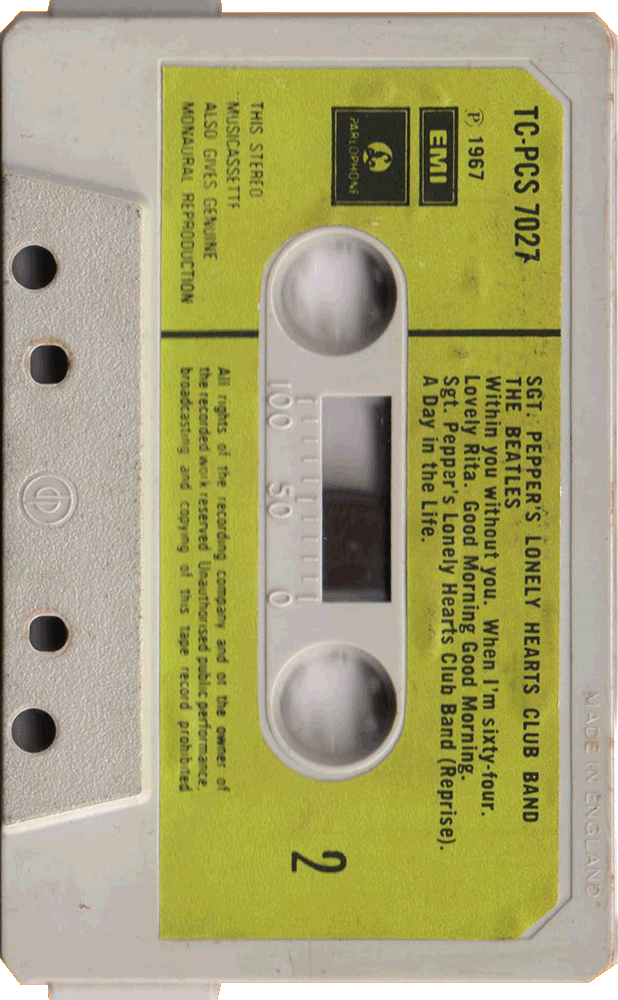 TC-PCS 7027
℗ 1967
EMI
PARLOPHONE
THIS STEREO
MUSICASSETTE
ALSO GIVES GENUINE
MONAURAL REPRODUCTION
SGT. PEPPER'S LONELY HEARTS CLUB BAND
THE BEATLES
Within you without you. When I'm sixty-four.
Lovely Rita. Good Morning Good Morning.
Sgt. Pepper's Lonely Hearts Club Band (Reprise).
A Day in the Life.
100 50 0
2
All rights of the recording company and of the owner of
the recorded work reserved Unauthorised public performance,
broadcasting and copying of this tape record prohibited
MADE IN ENGLAND